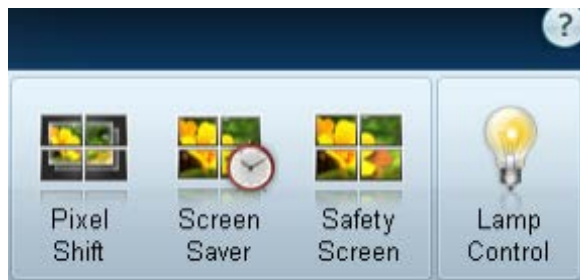 ?
Pixel Shift
Screen Saver
Safety Screen
Lamp Control